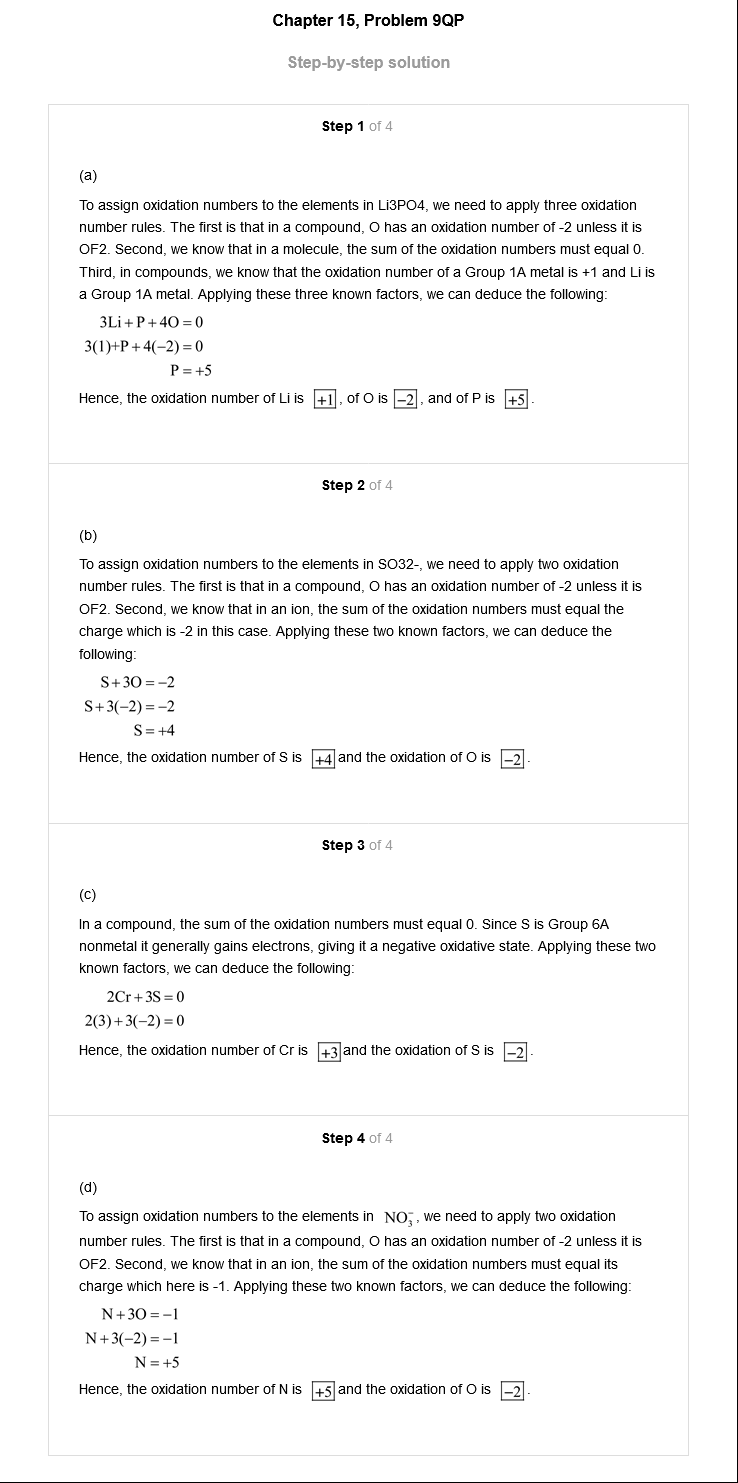 Chapter 15, Problem 9QP
Step-by-step solution
Step 1 of 4
(a)
To assign oxidation numbers to the elements in Li3PO4, we need to apply three oxidation
number rules. The first is that in a compound, O has an oxidation number of -2 unless it is
OF2. Second, we know that in a molecule, the sum of the oxidation numbers must equal 0.
Third, in compounds, we know that the oxidation number of a Group 1A metal is +1 and Li is
a Group 1A metal. Applying these three known factors, we can deduce the following:
3Li+P+4O=0
3(1)+P+4(−2)=0
P=+5
Hence, the oxidation number of Li is +1, of O is −2, and of P is +5.
Step 2 of 4
(b)
To assign oxidation numbers to the elements in SO32-, we need to apply two oxidation
number rules. The first is that in a compound, O has an oxidation number of -2 unless it is
OF2. Second, we know that in an ion, the sum of the oxidation numbers must equal the
charge which is -2 in this case. Applying these two known factors, we can deduce the
following:
S+3O=−2
S+3(−2)=−2
S=+4
Hence, the oxidation number of S is +4 and the oxidation of O is −2.
Step 3 of 4
(c)
In a compound, the sum of the oxidation numbers must equal 0. Since S is Group 6A
nonmetal it generally gains electrons, giving it a negative oxidative state. Applying these two
known factors, we can deduce the following:
2Cr+3S=0
2(3)+3(−2)=0
Hence, the oxidation number of Cr is +3 and the oxidation of S is −2.
Step 4 of 4
(d)
To assign oxidation numbers to the elements in NO₃⁻, we need to apply two oxidation
number rules. The first is that in a compound, O has an oxidation number of -2 unless it is
OF2. Second, we know that in an ion, the sum of the oxidation numbers must equal its
charge which here is -1. Applying these two known factors, we can deduce the following:
N+3O=−1
N+3(−2)=−1
N=+5
Hence, the oxidation number of N is +5 and the oxidation of O is −2.